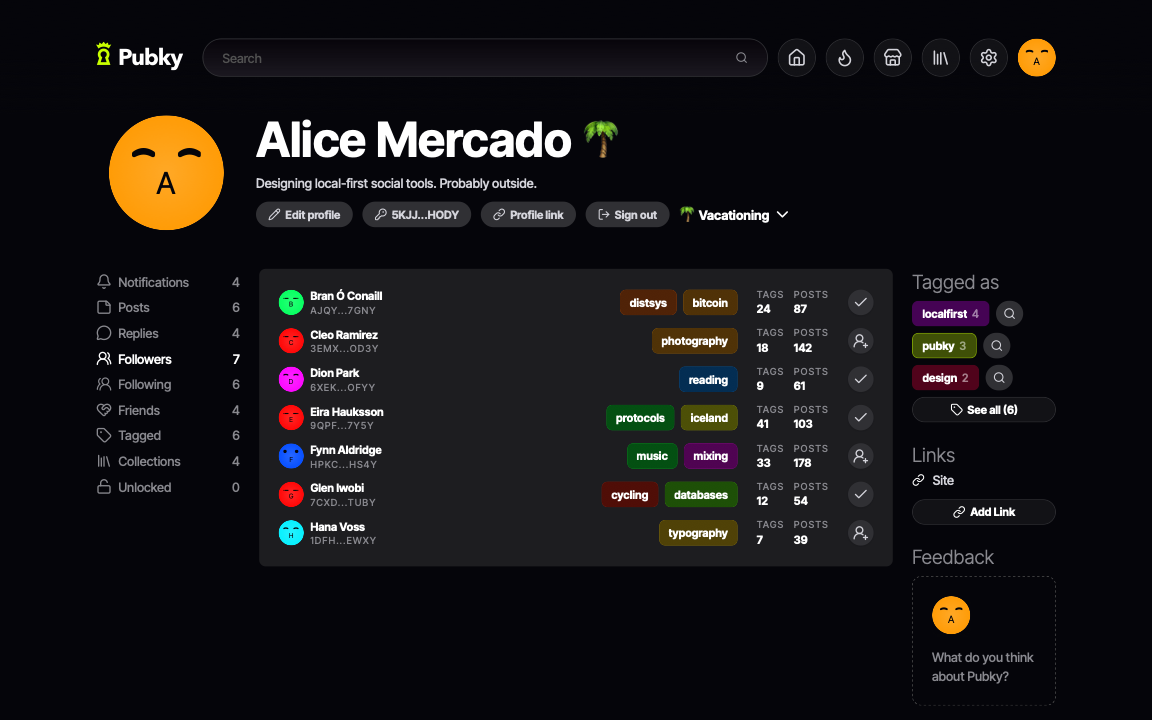 Pubky
Search
A
A
Alice Mercado 🌴
Designing local-first social tools. Probably outside.
Edit profile
5KJJ...HODY
Profile link
Sign out
🌴 Vacationing
Notifications 4
Posts 6
Replies 4
Followers 7
Following 6
Friends 4
Tagged 6
Collections 4
Unlocked 0
B
Bran Ó Conaill
AJQY...7GNY
distsys
bitcoin
TAGS
24
POSTS
87
C
Cleo Ramirez
3EMX...OD3Y
photography
TAGS
18
POSTS
142
D
Dion Park
6XEK...OFYY
reading
TAGS
9
POSTS
61
E
Eira Hauksson
9QPF...7Y5Y
protocols
iceland
TAGS
41
POSTS
103
F
Fynn Aldridge
HPKC...HS4Y
music
mixing
TAGS
33
POSTS
178
G
Glen Iwobi
7CXD...TUBY
cycling
databases
TAGS
12
POSTS
54
H
Hana Voss
1DFH...EWXY
typography
TAGS
7
POSTS
39
Tagged as
localfirst 4
pubky 3
design 2
See all (6)
Links
Site
Add Link
Feedback
A
What do you think
about Pubky?